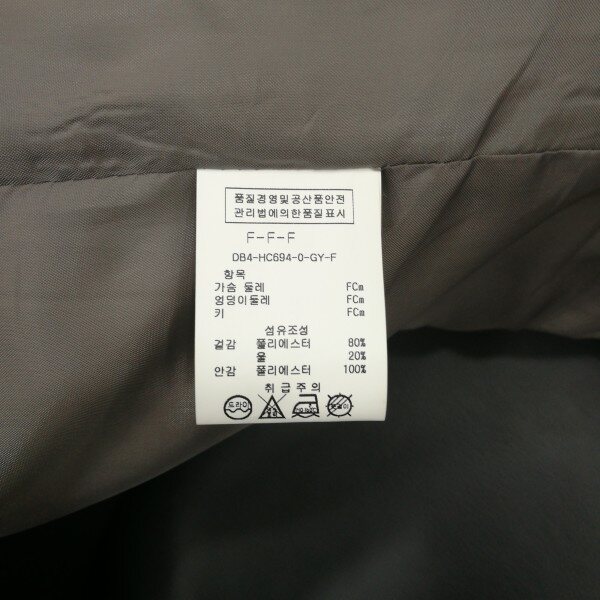 품질경영및공산품안전
관리법에의한품질표시
F-F-F
DB4-HC694-0-GY-F
항목
가슴 둘레 FCm
엉덩이둘레 FCm
키 FCm
섬유조성
겉감 폴리에스터 80%
울 20%
안감 폴리에스터 100%
취급주의
드라이